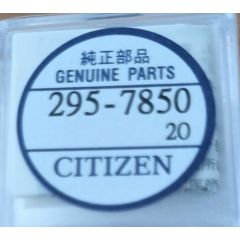 純正部品
GENUINE PARTS
295-7850
20
CITIZEN